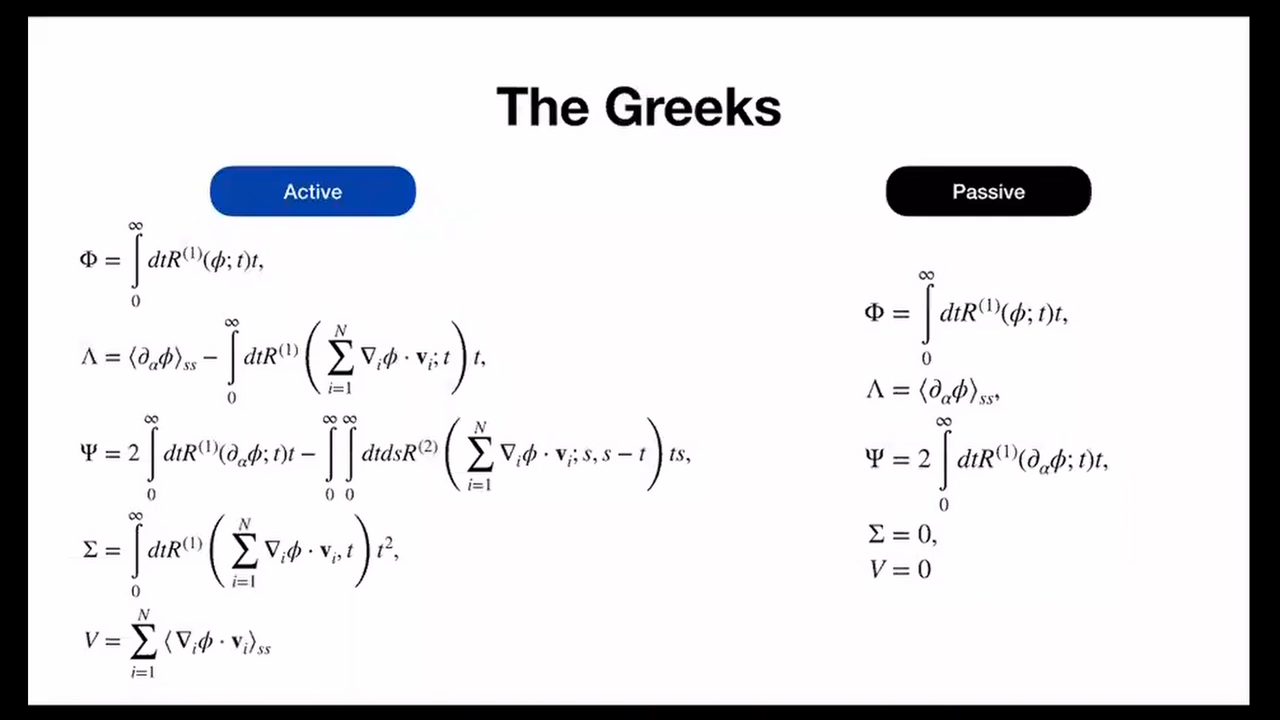 The Greeks
Active
Φ = ∫₀^∞ dtR⁽¹⁾(ϕ; t)t,
Λ = ⟨∂_αϕ⟩_ss − ∫₀^∞ dtR⁽¹⁾ ( ∑_{i=1}^N ∇_iϕ · 𝐯_i; t ) t,
Ψ = 2 ∫₀^∞ dtR⁽¹⁾(∂_αϕ; t)t − ∫₀^∞ ∫₀^∞ dtdsR⁽²⁾ ( ∑_{i=1}^N ∇_iϕ · 𝐯_i; s, s − t ) ts,
Σ = ∫₀^∞ dtR⁽¹⁾ ( ∑_{i=1}^N ∇_iϕ · 𝐯_i, t ) t²,
V = ∑_{i=1}^N ⟨∇_iϕ · 𝐯_i⟩_ss
Passive
Φ = ∫₀^∞ dtR⁽¹⁾(ϕ; t)t,
Λ = ⟨∂_αϕ⟩_ss,
Ψ = 2 ∫₀^∞ dtR⁽¹⁾(∂_αϕ; t)t,
Σ = 0,
V = 0